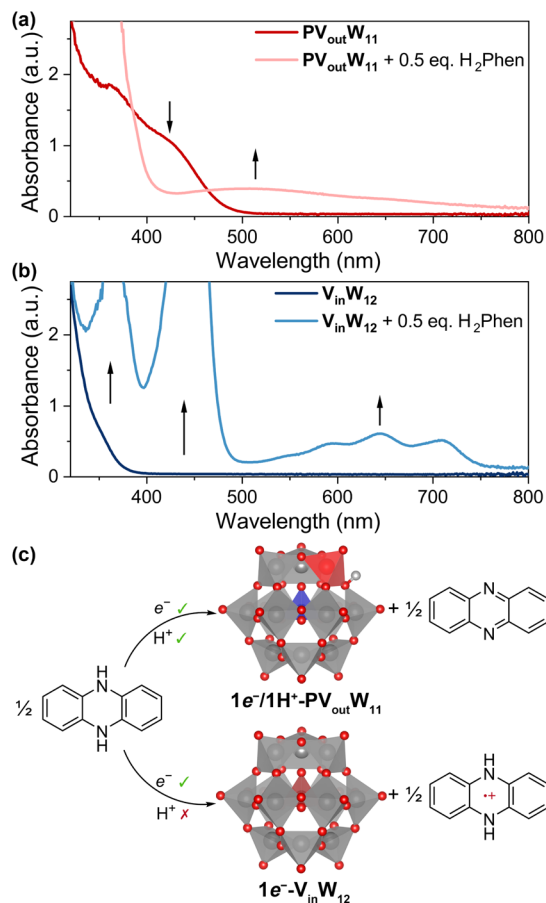 (a)
PVoutW11
PVoutW11 + 0.5 eq. H2Phen
Absorbance (a.u.)
2
1
0
400 500 600 700 800
Wavelength (nm)
(b)
VinW12
VinW12 + 0.5 eq. H2Phen
Absorbance (a.u.)
2
1
0
400 500 600 700 800
Wavelength (nm)
(c)
e− ✓
H+ ✓
+ ½
N
N
1e−/1H+-PVoutW11
½
H
N
N
H
e− ✓
H+ ✗
+ ½
H
N
•+
N
H
1e−-VinW12